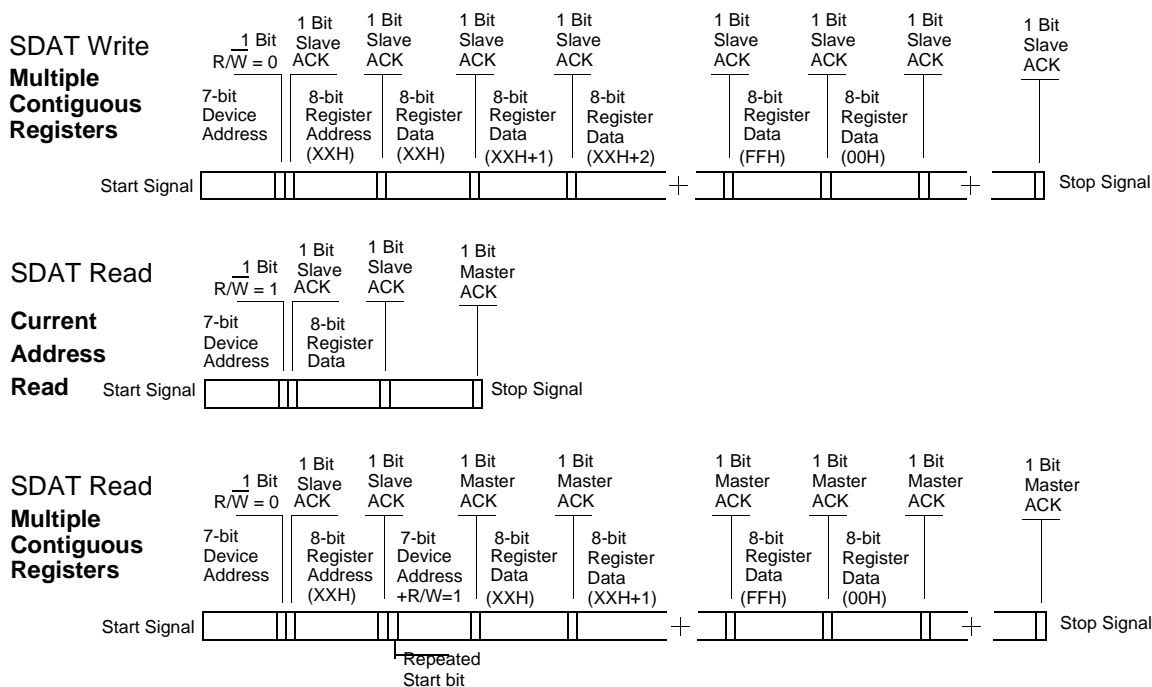 SDAT Write
Multiple
Contiguous
Registers
1 Bit
R/W = 0
1 Bit
Slave
ACK
1 Bit
Slave
ACK
1 Bit
Slave
ACK
1 Bit
Slave
ACK
1 Bit
Slave
ACK
1 Bit
Slave
ACK
1 Bit
Slave
ACK
1 Bit
Slave
ACK
7-bit
Device
Address
8-bit
Register
Address
(XXH)
8-bit
Register
Data
(XXH)
8-bit
Register
Data
(XXH+1)
8-bit
Register
Data
(XXH+2)
8-bit
Register
Data
(FFH)
8-bit
Register
Data
(00H)
Start Signal
Stop Signal
SDAT Read
Current
Address
Read
1 Bit
R/W = 1
1 Bit
Slave
ACK
1 Bit
Slave
ACK
1 Bit
Master
ACK
7-bit
Device
Address
8-bit
Register
Data
Start Signal
Stop Signal
SDAT Read
Multiple
Contiguous
Registers
1 Bit
R/W = 0
1 Bit
Slave
ACK
1 Bit
Slave
ACK
1 Bit
Master
ACK
1 Bit
Master
ACK
1 Bit
Master
ACK
1 Bit
Master
ACK
1 Bit
Master
ACK
1 Bit
Master
ACK
7-bit
Device
Address
8-bit
Register
Address
(XXH)
7-bit
Device
Address
+R/W=1
8-bit
Register
Data
(XXH)
8-bit
Register
Data
(XXH+1)
8-bit
Register
Data
(FFH)
8-bit
Register
Data
(00H)
Start Signal
Stop Signal
Repeated
Start bit